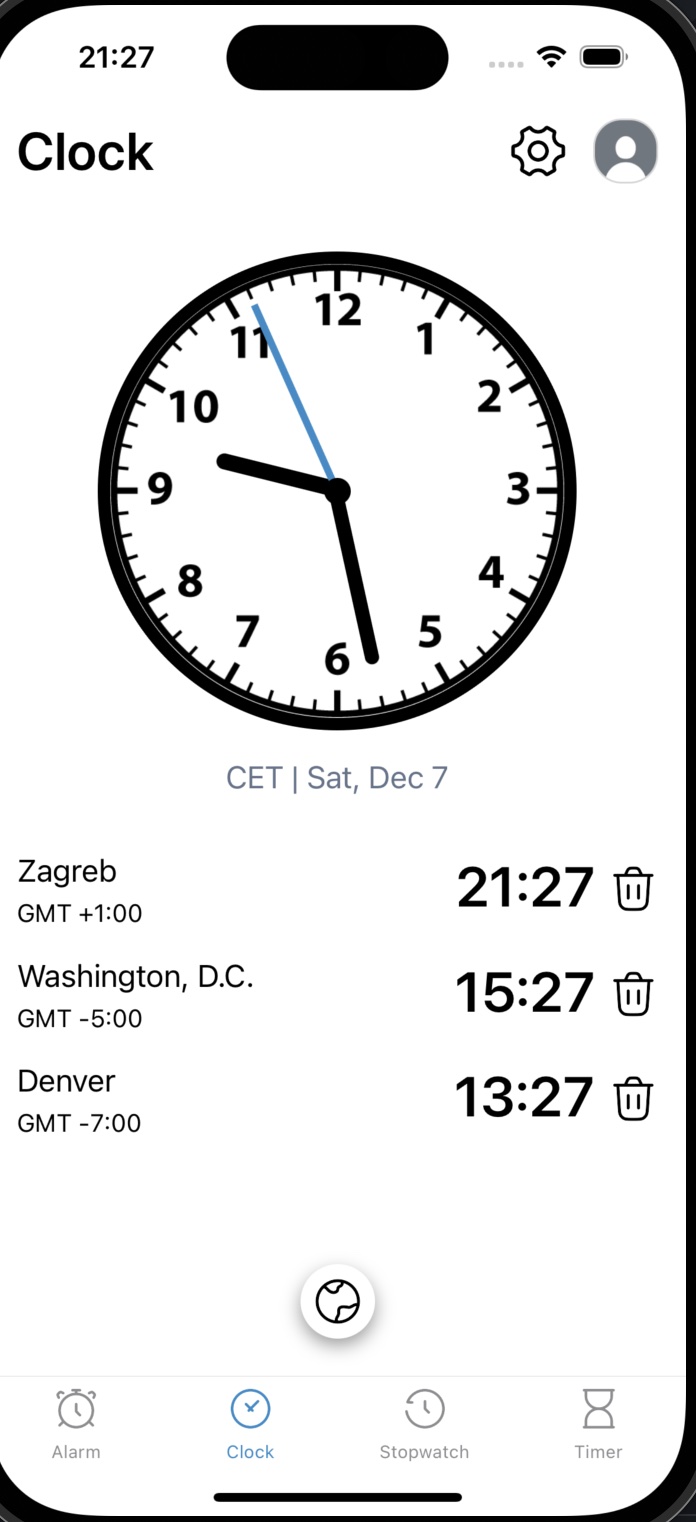 21:27
Clock
12
11
1
10
2
9
3
8
4
7
5
6
CET | Sat, Dec 7
Zagreb
GMT +1:00
21:27
Washington, D.C.
GMT -5:00
15:27
Denver
GMT -7:00
13:27
Alarm
Clock
Stopwatch
Timer